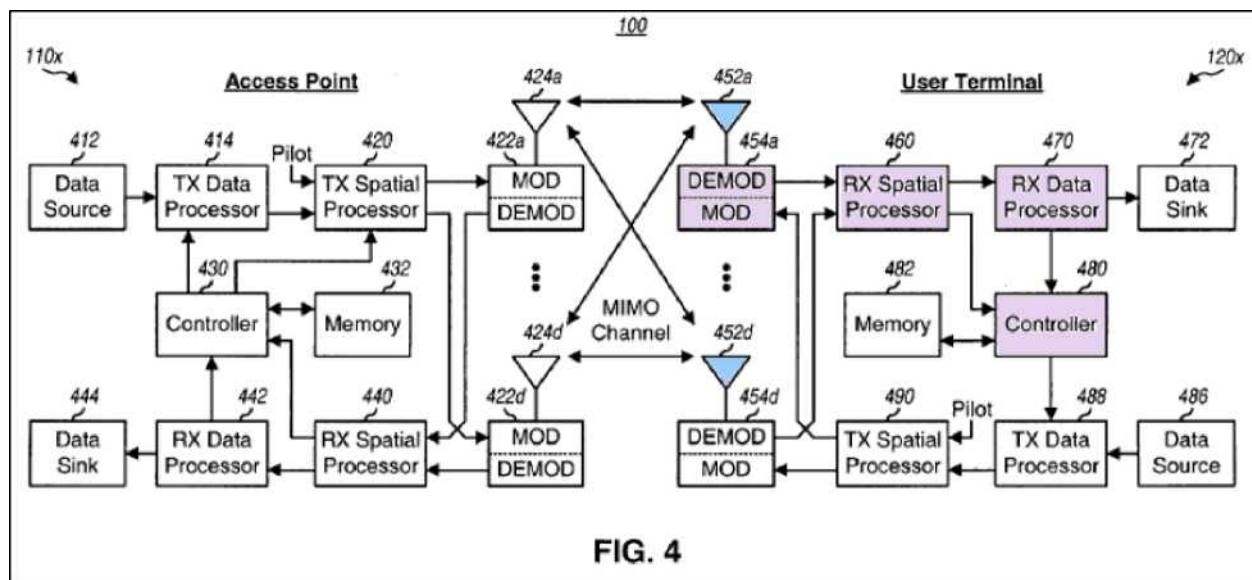 100
110x
120x
Access Point
424a
452a
User Terminal
412
414
420
422a
454a
460
470
472
Pilot
Data
Source
TX Data
Processor
TX Spatial
Processor
MOD
DEMOD
DEMOD
MOD
RX Spatial
Processor
RX Data
Processor
Data
Sink
430
432
482
480
Controller
Memory
MIMO
Channel
Memory
Controller
424d
452d
444
442
440
422d
454d
490
Pilot
488
486
Data
Sink
RX Data
Processor
RX Spatial
Processor
MOD
DEMOD
DEMOD
MOD
TX Spatial
Processor
TX Data
Processor
Data
Source
FIG. 4